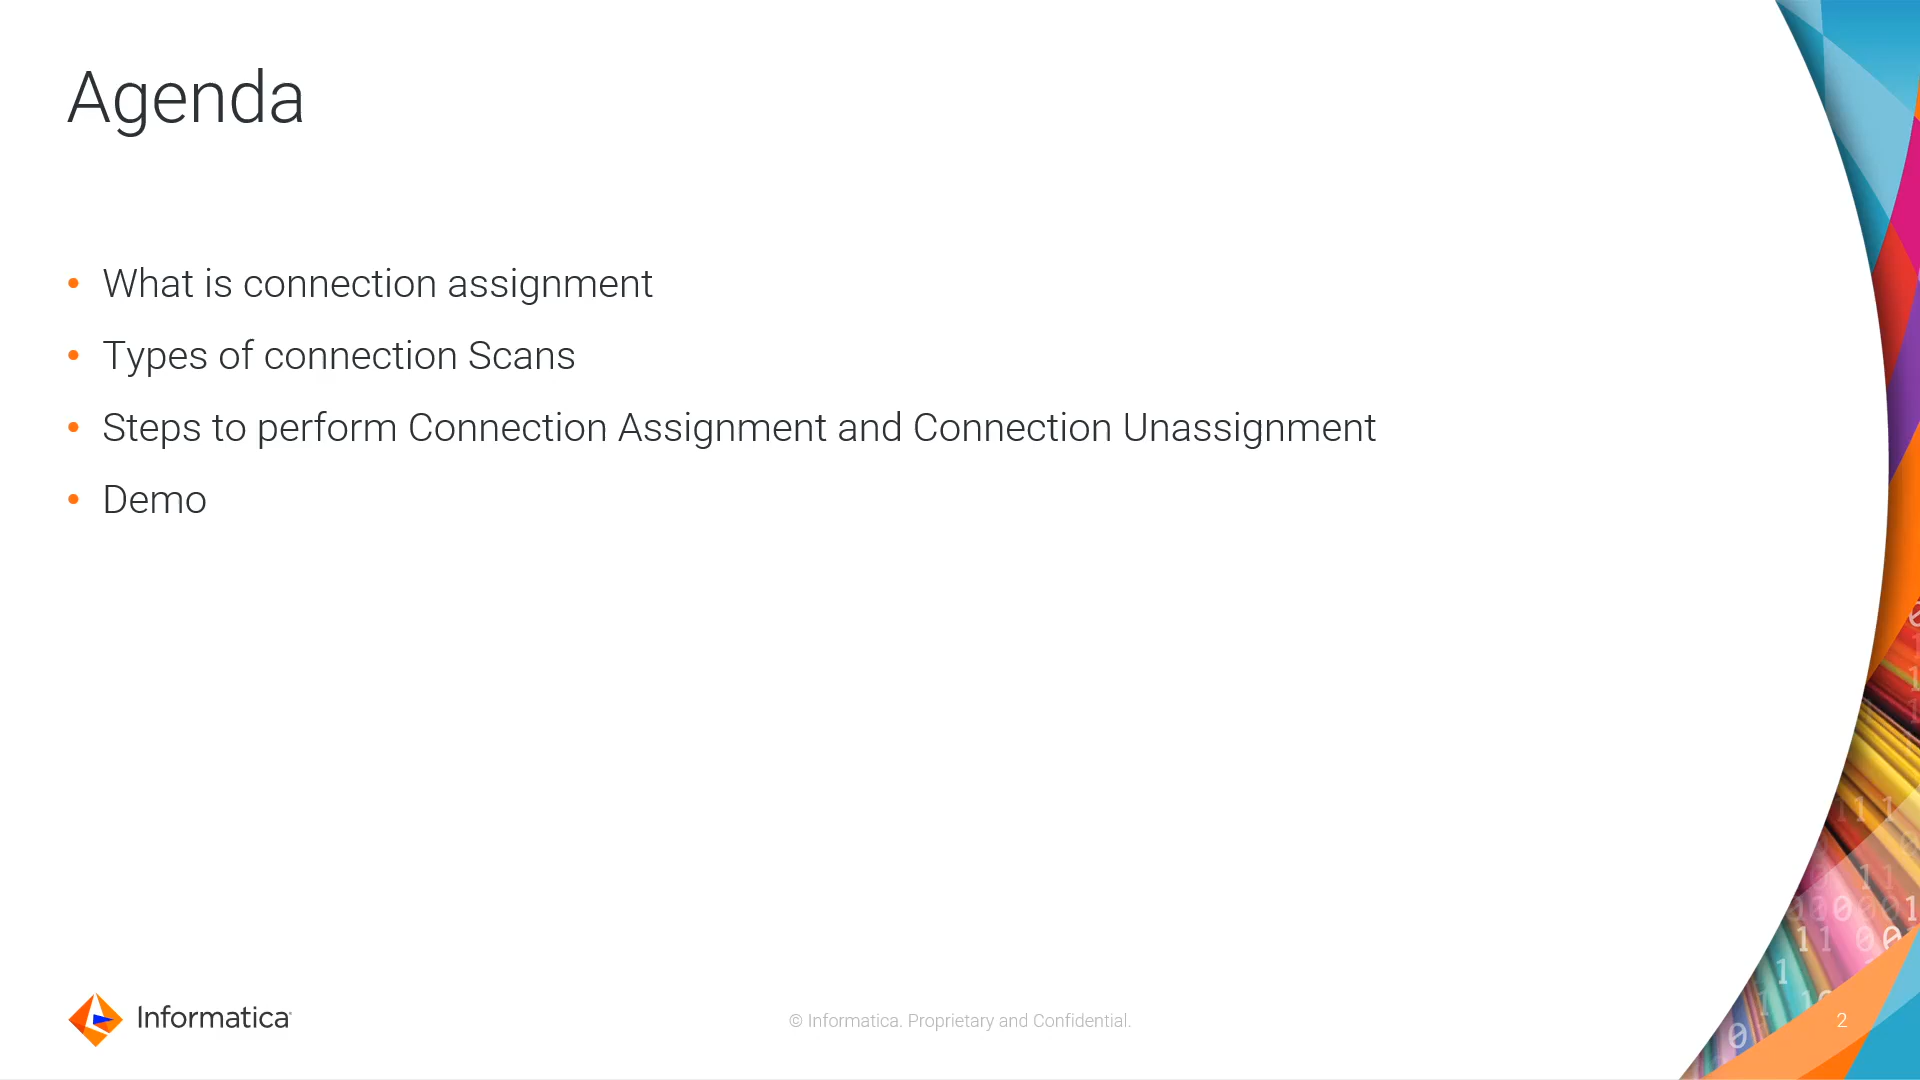 Agenda
• What is connection assignment
• Types of connection Scans
• Steps to perform Connection Assignment and Connection Unassignment
• Demo
Informatica
© Informatica. Proprietary and Confidential.
2